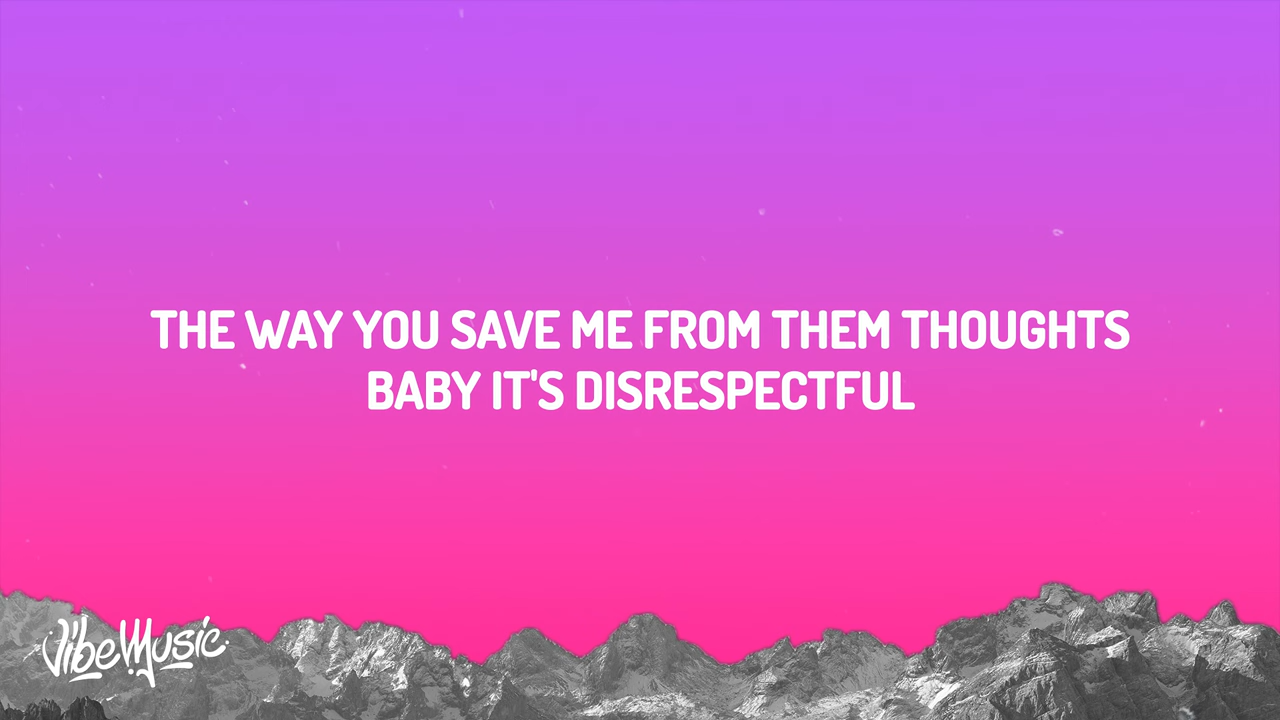 THE WAY YOU SAVE ME FROM THEM THOUGHTS
BABY IT'S DISRESPECTFUL
VibeMusic